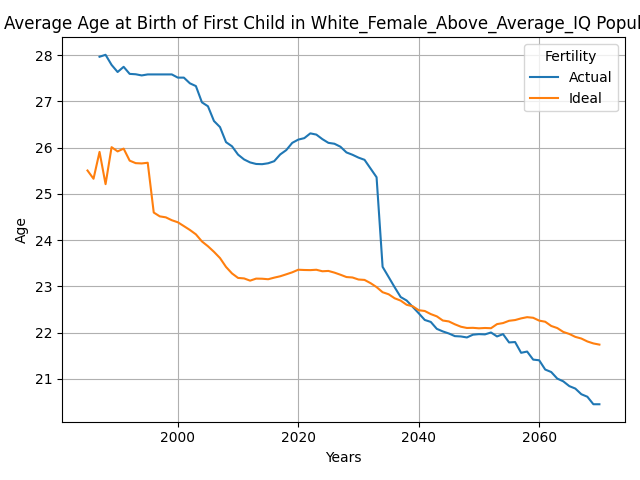 Average Age at Birth of First Child in White_Female_Above_Average_IQ Popul
Fertility
Actual
Ideal
28
27
26
25
24
23
22
21
Age
2000 2020 2040 2060
Years